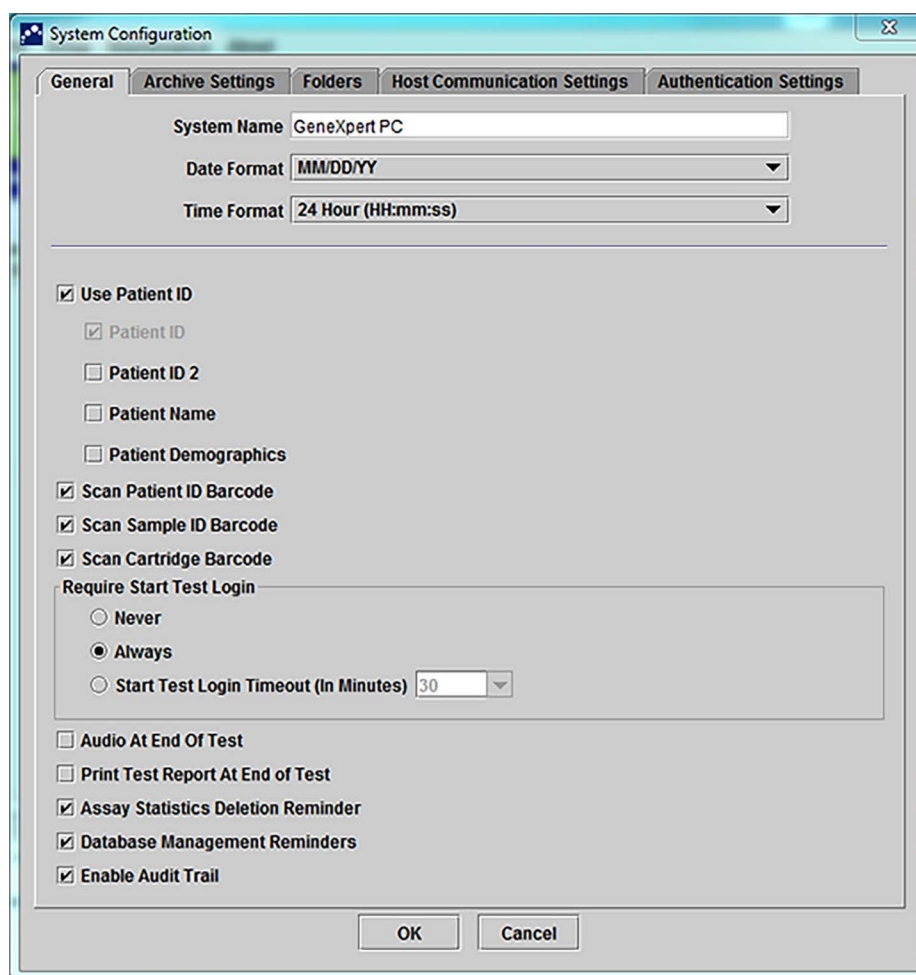 System Configuration
General Archive Settings Folders Host Communication Settings Authentication Settings
System Name GeneXpert PC
Date Format MM/DD/YY
Time Format 24 Hour (HH:mm:ss)
Use Patient ID
Patient ID
Patient ID 2
Patient Name
Patient Demographics
Scan Patient ID Barcode
Scan Sample ID Barcode
Scan Cartridge Barcode
Require Start Test Login
Never
Always
Start Test Login Timeout (In Minutes) 30
Audio At End Of Test
Print Test Report At End of Test
Assay Statistics Deletion Reminder
Database Management Reminders
Enable Audit Trail
OK Cancel